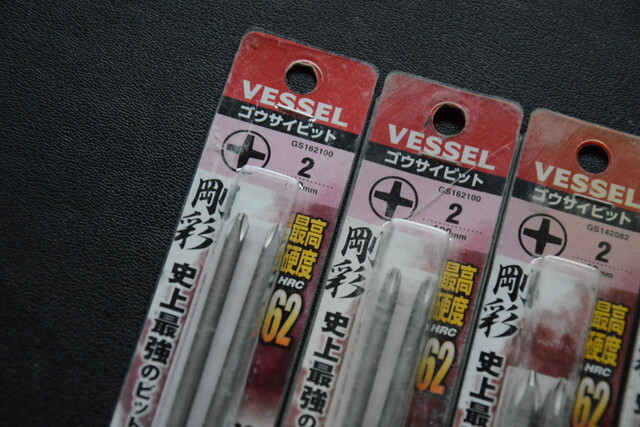 VESSEL
ゴウサイビット
GS162100
2
剛彩
最高
硬度
HRC
62
史上最強のビット
VESSEL
ゴウサイビット
GS162100
2
剛彩
最高
硬度
HRC
62
史上最強の
VESSEL
ゴウサイビット
GS142082
2
剛彩
最高
硬度
HRC
62
史上最